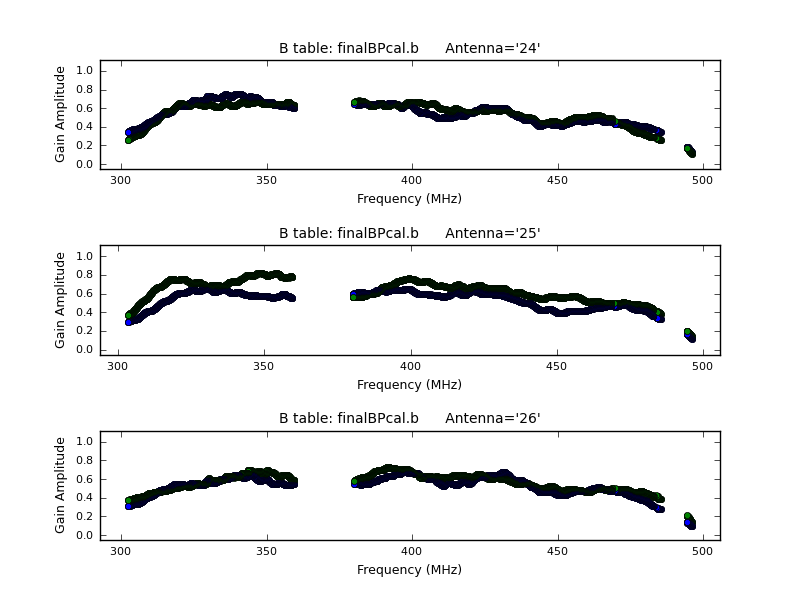 B table: finalBPcal.b      Antenna='24'
1.0
0.8
0.6
0.4
0.2
0.0
Gain Amplitude
300 350 400 450 500
Frequency (MHz)
B table: finalBPcal.b      Antenna='25'
1.0
0.8
0.6
0.4
0.2
0.0
Gain Amplitude
300 350 400 450 500
Frequency (MHz)
B table: finalBPcal.b      Antenna='26'
1.0
0.8
0.6
0.4
0.2
0.0
Gain Amplitude
300 350 400 450 500
Frequency (MHz)